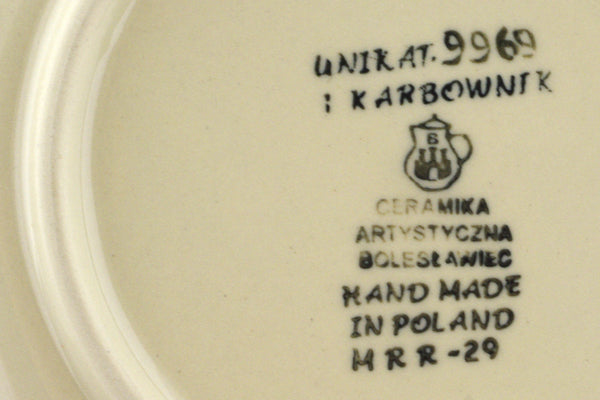 UNIKAT. 9969
I KARBOWNIK
B
CERAMIKA
ARTYSTYCZNA
BOLESŁAWIEC
HAND MADE
IN POLAND
MRR-29